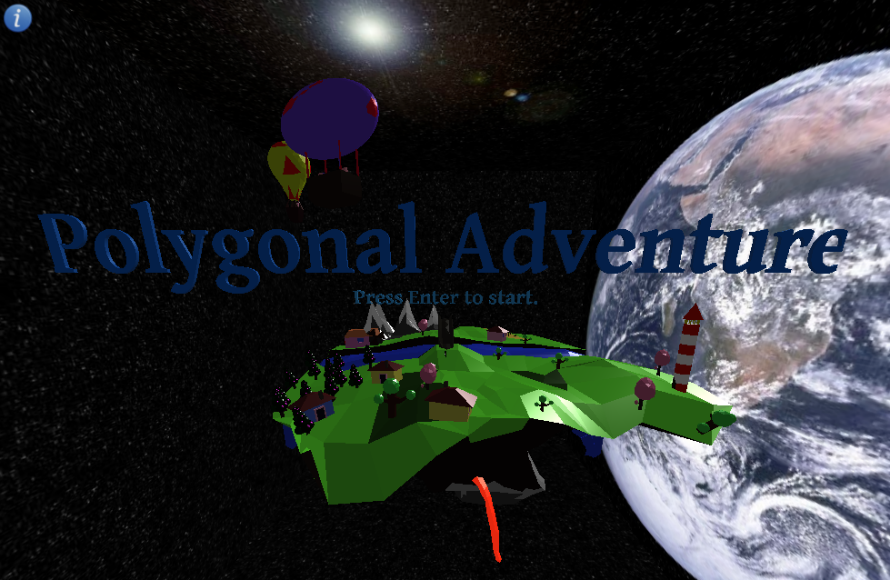 i
Polygonal Adventure
Press Enter to start.